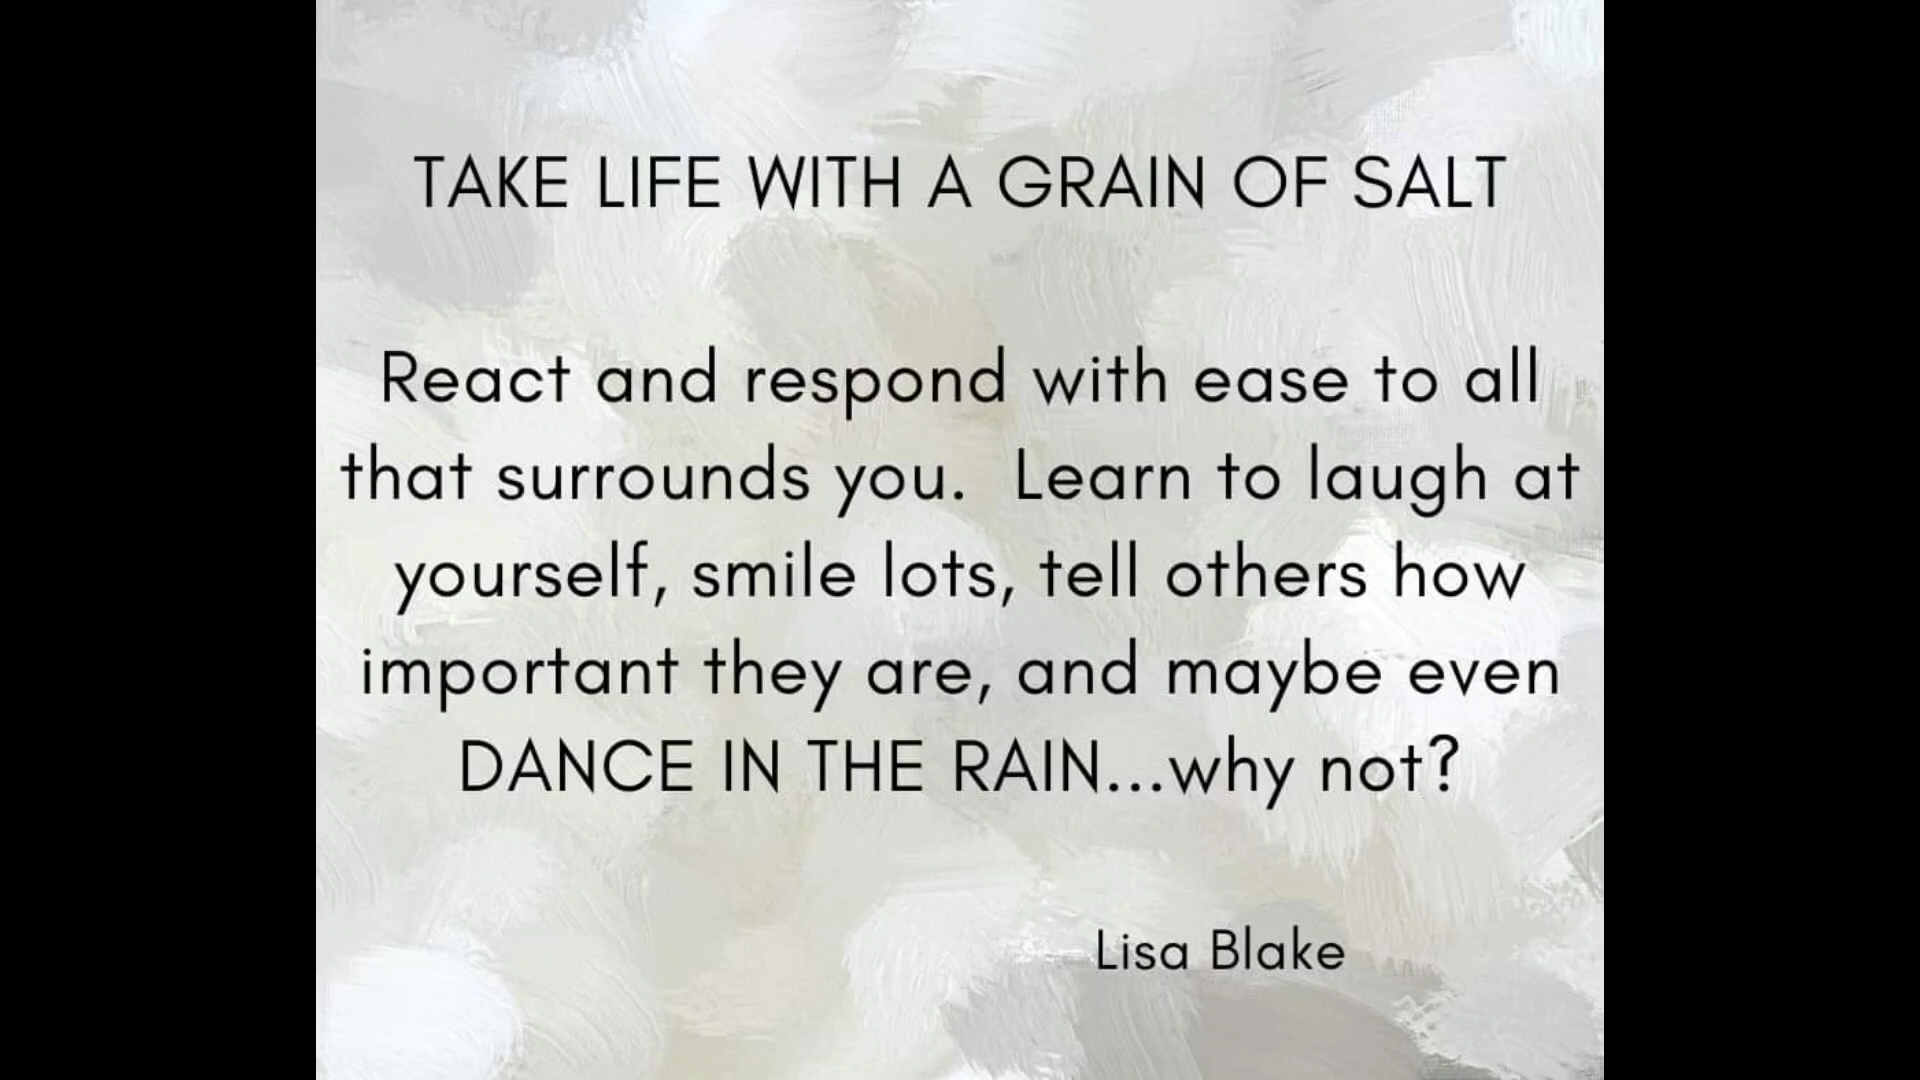 TAKE LIFE WITH A GRAIN OF SALT
React and respond with ease to all
that surrounds you.  Learn to laugh at
yourself, smile lots, tell others how
important they are, and maybe even
DANCE IN THE RAIN...why not?
Lisa Blake